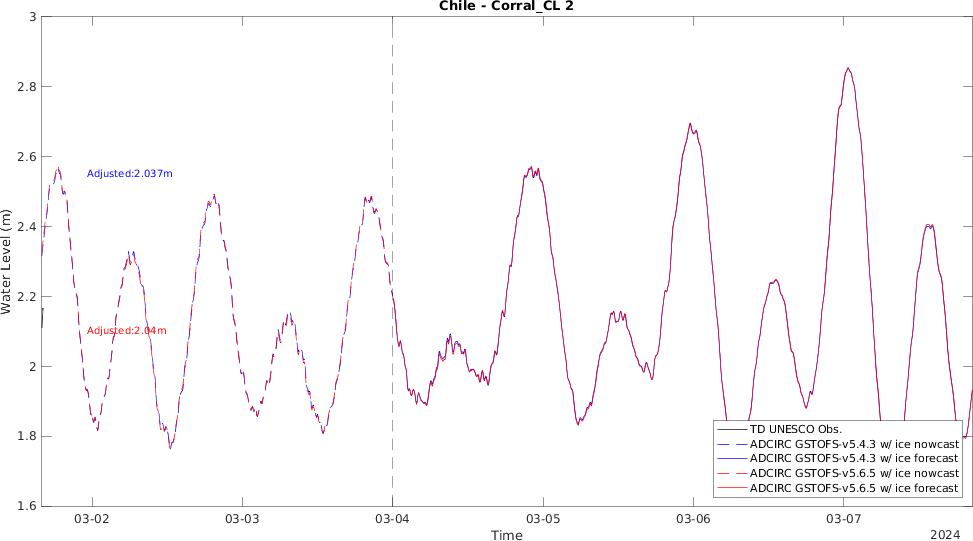 Chile - Corral_CL 2
3
2.8
2.6
2.4
2.2
2
1.8
1.6
Water Level (m)
Adjusted:2.037m
Adjusted:2.04m
TD UNESCO Obs.
ADCIRC GSTOFS-v5.4.3 w/ ice nowcast
ADCIRC GSTOFS-v5.4.3 w/ ice forecast
ADCIRC GSTOFS-v5.6.5 w/ ice nowcast
ADCIRC GSTOFS-v5.6.5 w/ ice forecast
03-02 03-03 03-04 03-05 03-06 03-07
Time
2024